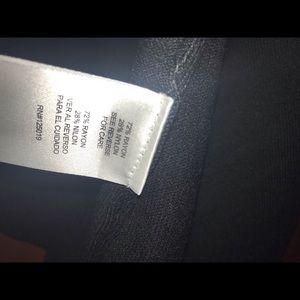 72% RAYON
28% NYLON
SEE REVERSE
FOR CARE
72% RAYON
28% NILON
VER AL REVERSO
PARA EL CUIDADO
RN#125019